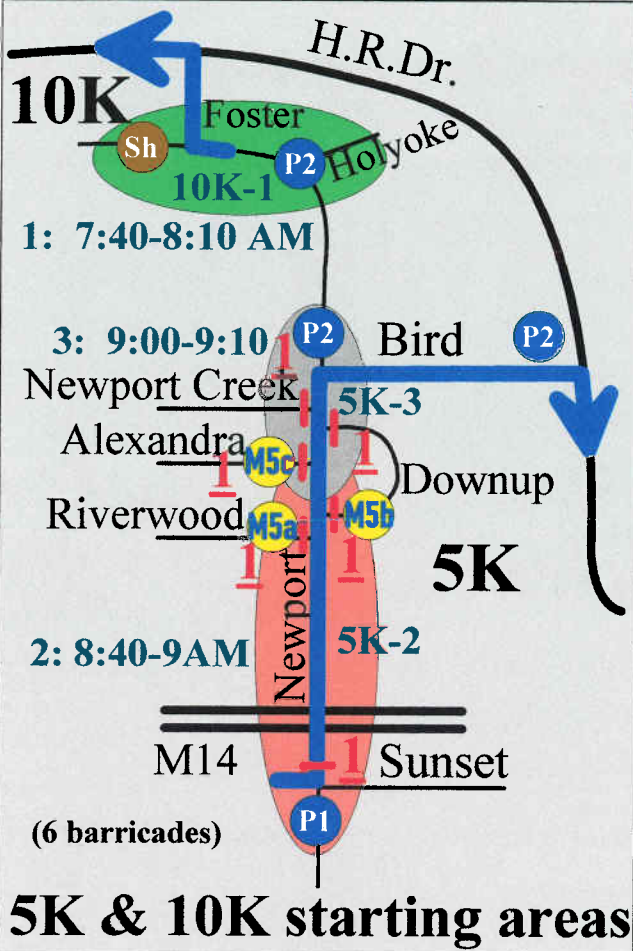 H.R.Dr.
10K
Foster
Sh
P2
Holyoke
10K-1
1: 7:40-8:10 AM
3: 9:00-9:10
P2
Bird
P2
1
Newport Creek
5K-3
Alexandra
M5c
1
1
Downup
Riverwood
M5a
M5b
1
1
5K
Newport
2: 8:40-9AM
5K-2
M14
1
Sunset
(6 barricades)
P1
5K & 10K starting areas